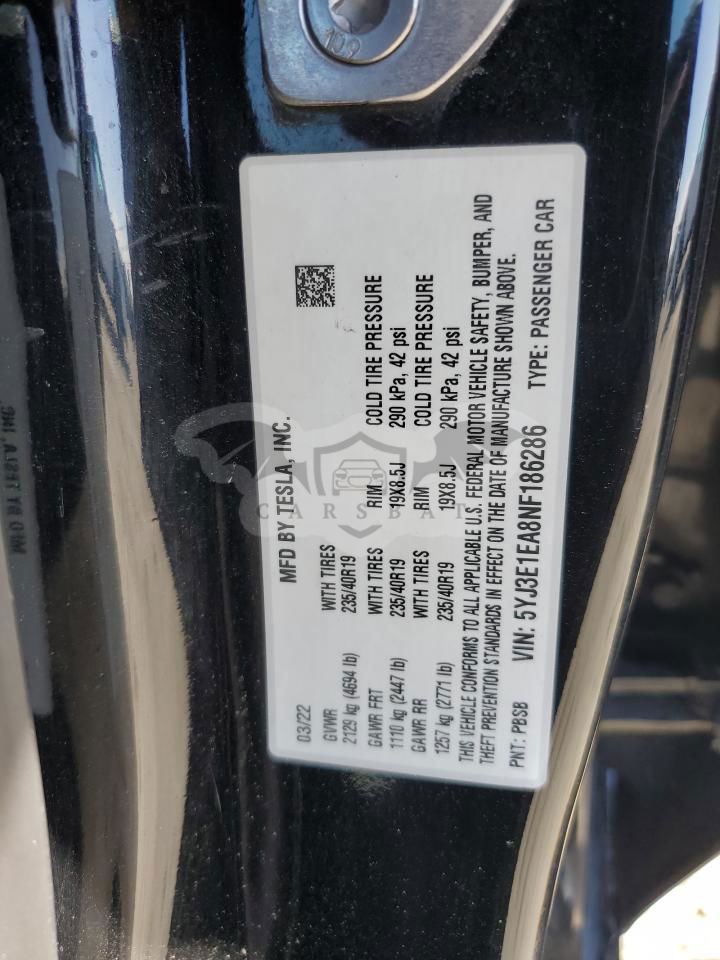 109
MFD BY TESLA, INC.
03/22
GVWR WITH TIRES
2129 kg (4694 lb) 235/40R19
GAWR FRT WITH TIRES RIM COLD TIRE PRESSURE
1110 kg (2447 lb) 235/40R19 19X8.5J 290 kPa, 42 psi
GAWR RR WITH TIRES RIM COLD TIRE PRESSURE
1257 kg (2771 lb) 235/40R19 19X8.5J 290 kPa, 42 psi
THIS VEHICLE CONFORMS TO ALL APPLICABLE U.S. FEDERAL MOTOR VEHICLE SAFETY, BUMPER, AND
THEFT PREVENTION STANDARDS IN EFFECT ON THE DATE OF MANUFACTURE SHOWN ABOVE.
PNT: PBSB VIN: 5YJ3E1EA8NF186286 TYPE: PASSENGER CAR
CARSBAT